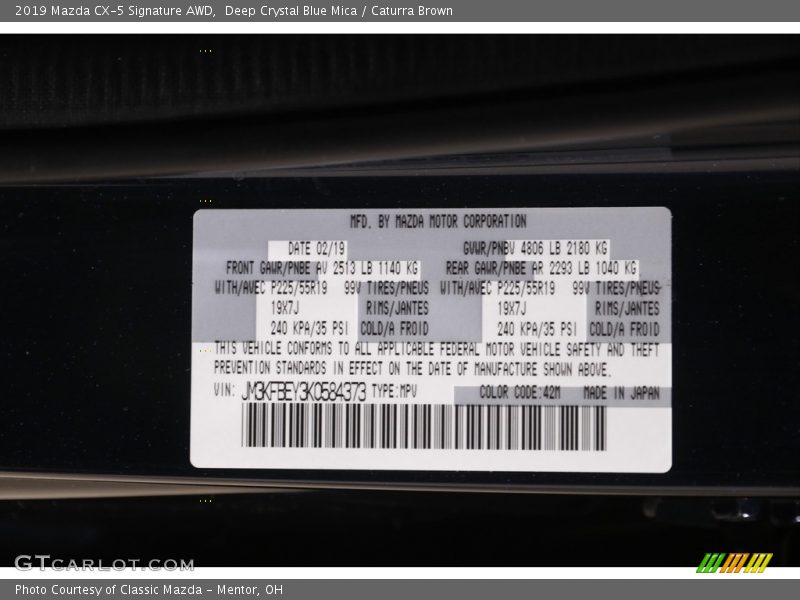 2019 Mazda CX-5 Signature AWD, Deep Crystal Blue Mica / Caturra Brown
MFD. BY MAZDA MOTOR CORPORATION
DATE 02/19 GVWR/PNBV 4806 LB 2180 KG
FRONT GAWR/PNBE AV 2513 LB 1140 KG REAR GAWR/PNBE AR 2293 LB 1040 KG
WITH/AVEC P225/55R19 99V TIRES/PNEUS WITH/AVEC P225/55R19 99V TIRES/PNEUS
19X7J RIMS/JANTES 19X7J RIMS/JANTES
240 KPA/35 PSI COLD/A FROID 240 KPA/35 PSI COLD/A FROID
THIS VEHICLE CONFORMS TO ALL APPLICABLE FEDERAL MOTOR VEHICLE SAFETY AND THEFT
PREVENTION STANDARDS IN EFFECT ON THE DATE OF MANUFACTURE SHOWN ABOVE.
VIN: JM3KFBEY3K0584373 TYPE:MPV COLOR CODE:42M MADE IN JAPAN
GTCARLOT.COM
Photo Courtesy of Classic Mazda - Mentor, OH